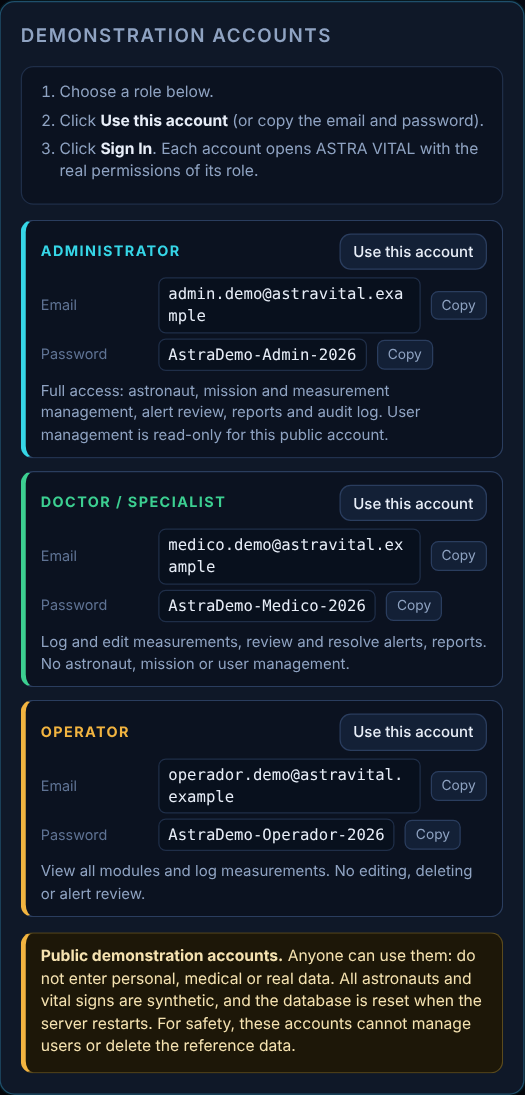 DEMONSTRATION ACCOUNTS
1. Choose a role below.
2. Click Use this account (or copy the email and password).
3. Click Sign In. Each account opens ASTRA VITAL with the
real permissions of its role.
ADMINISTRATOR
Use this account
Email
admin.demo@astravital.exa
mple
Copy
Password
AstraDemo-Admin-2026
Copy
Full access: astronaut, mission and measurement
management, alert review, reports and audit log. User
management is read-only for this public account.
DOCTOR / SPECIALIST
Use this account
Email
medico.demo@astravital.ex
ample
Copy
Password
AstraDemo-Medico-2026
Copy
Log and edit measurements, review and resolve alerts, reports.
No astronaut, mission or user management.
OPERATOR
Use this account
Email
operador.demo@astravital.
example
Copy
Password
AstraDemo-Operador-2026
Copy
View all modules and log measurements. No editing, deleting
or alert review.
Public demonstration accounts. Anyone can use them: do
not enter personal, medical or real data. All astronauts and
vital signs are synthetic, and the database is reset when the
server restarts. For safety, these accounts cannot manage
users or delete the reference data.